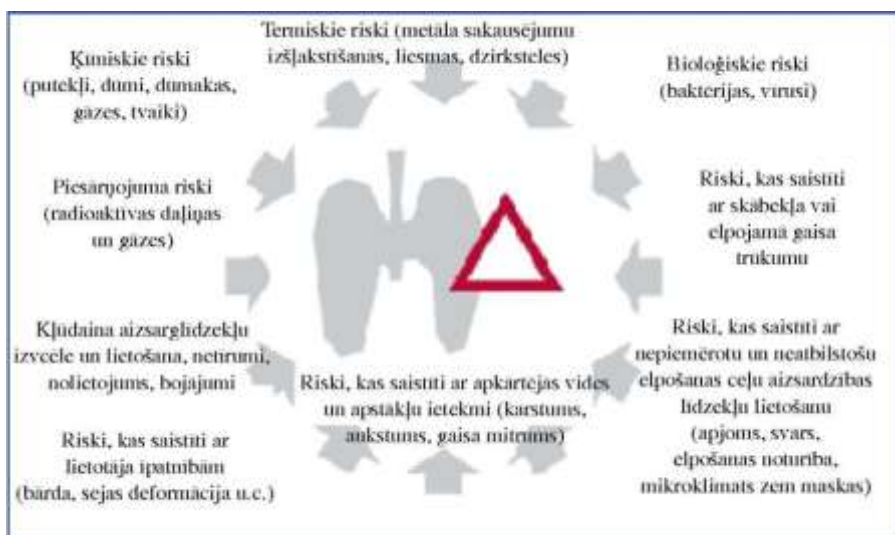 Termiskie riski (metāla sakausējumu
izšļakstīšanās, liesmas, dzirksteles)
Ķīmiskie riski
(putekļi, dūmi, dūmakas,
gāzes, tvaiki)
Bioloģiskie riski
(baktērijas, vīrusi)
Piesārņojuma riski
(radioaktīvas daļiņas
un gāzes)
Riski, kas saistīti
ar skābekļa vai
elpojamā gaisa
trūkumu
Kļūdaina aizsarglīdzekļu
izvēle un lietošana, netīrumi,
nolietojums, bojājumi
Riski, kas saistīti ar apkārtējās vides
un apstākļu ietekmi (karstums,
aukstums, gaisa mitrums)
Riski, kas saistīti ar
nepiemērotu un neatbilstošu
elpošanas ceļu aizsardzības
līdzekļu lietošanu
(apjoms, svars,
elpošanas noturība,
mikroklimats zem maskas)
Riski, kas saistīti ar
lietotāja īpatnībām
(bārda, sejas deformācija u.c.)